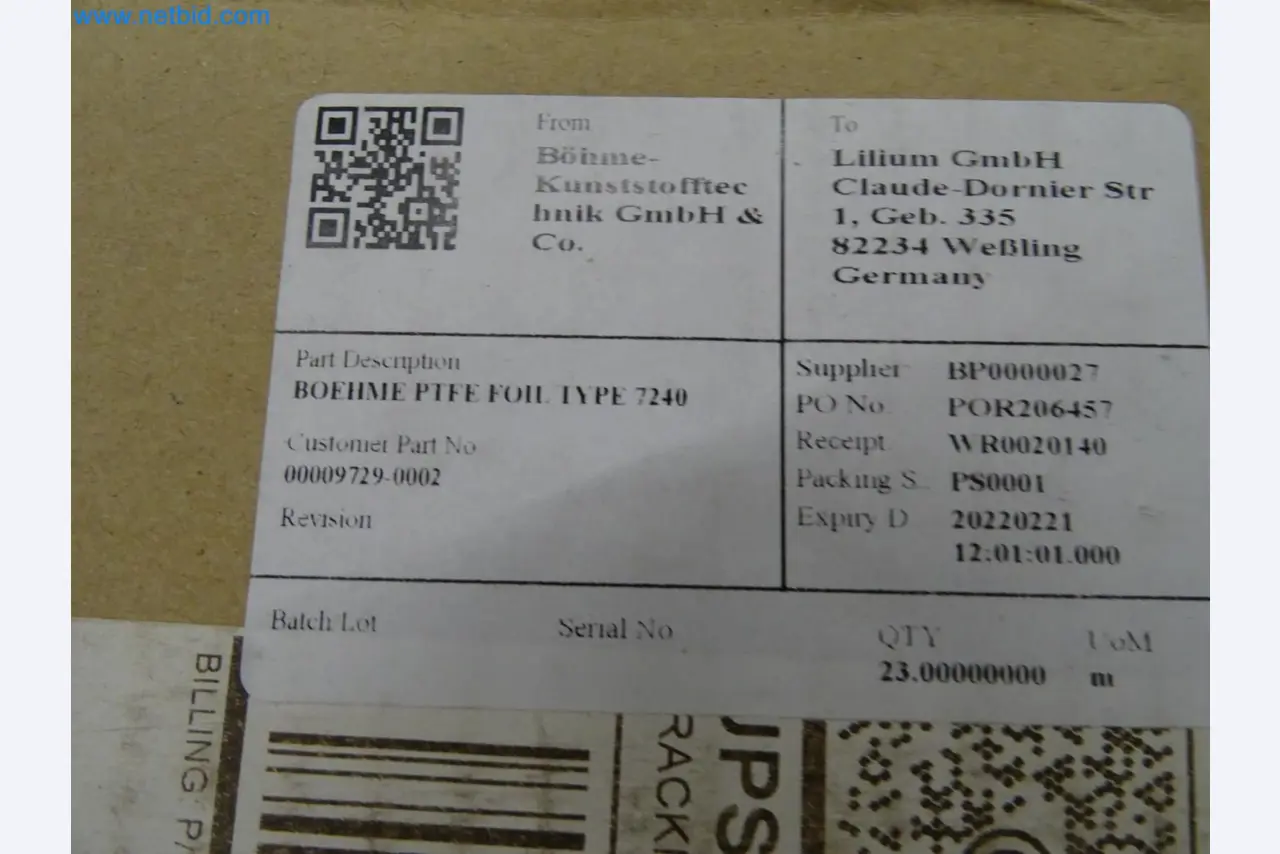 www.netbid.com
From
Böhme-
Kunststofftec
hnik GmbH &
Co.
To
Lilium GmbH
Claude-Dornier Str
1, Geb. 335
82234 Weßling
Germany
Part Description
BOEHME PTFE FOIL TYPE 7240
Customer Part No
00009729-0002
Revision
Supplier BP0000027
PO No. POR206457
Receipt WR0020140
Packing S... PS0001
Expiry D 20220221
12:01:01.000
Batch Lot
Serial No
QTY
23.00000000
UoM
m
BILLING: P/
RACKI
UPS